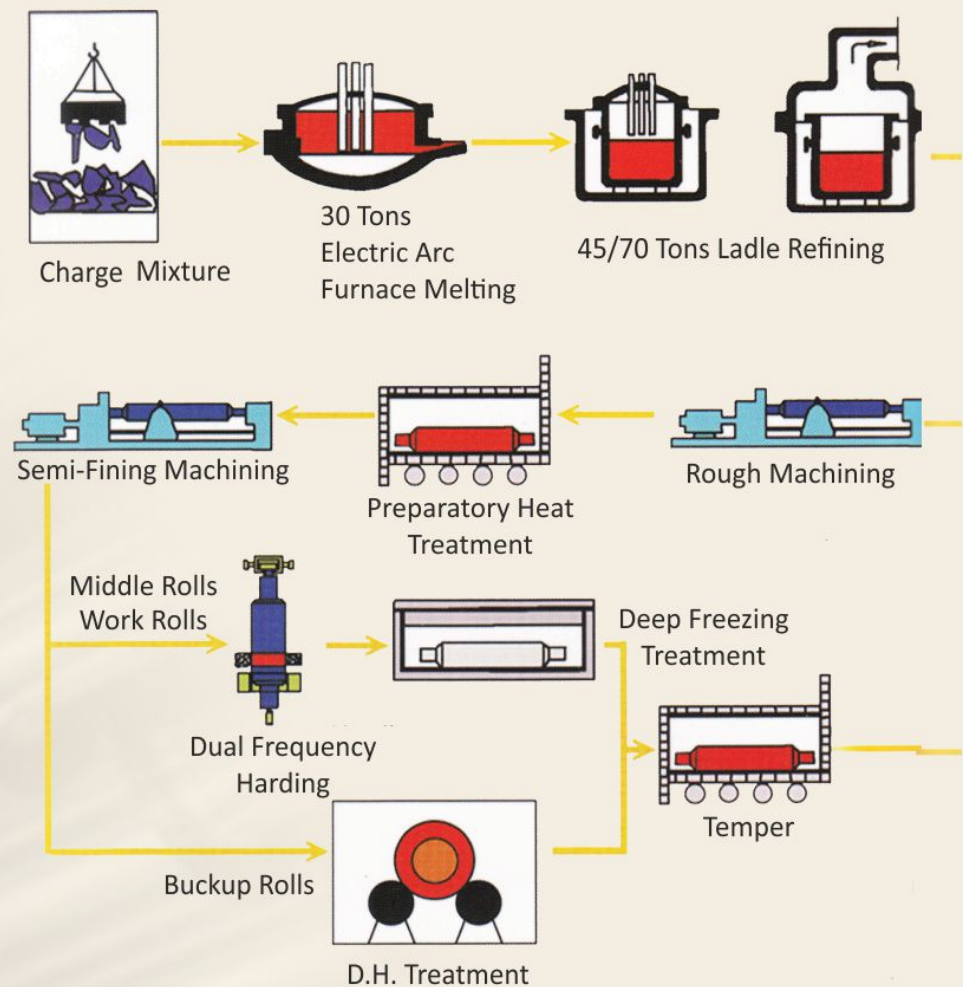 Charge Mixture
30 Tons
Electric Arc
Furnace Melting
45/70 Tons Ladle Refining
Semi-Fining Machining
Preparatory Heat
Treatment
Rough Machining
Middle Rolls
Work Rolls
Dual Frequency
Harding
Deep Freezing
Treatment
Temper
Buckup Rolls
D.H. Treatment